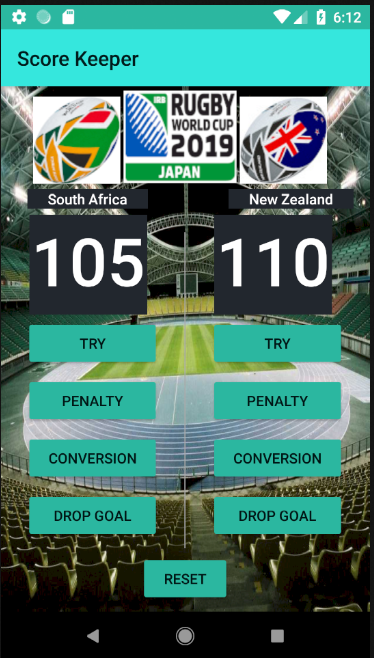 6:12
Score Keeper
IRB
RUGBY
WORLD CUP
2019
JAPAN
South Africa New Zealand
105 110
TRY TRY
PENALTY PENALTY
CONVERSION CONVERSION
DROP GOAL DROP GOAL
RESET